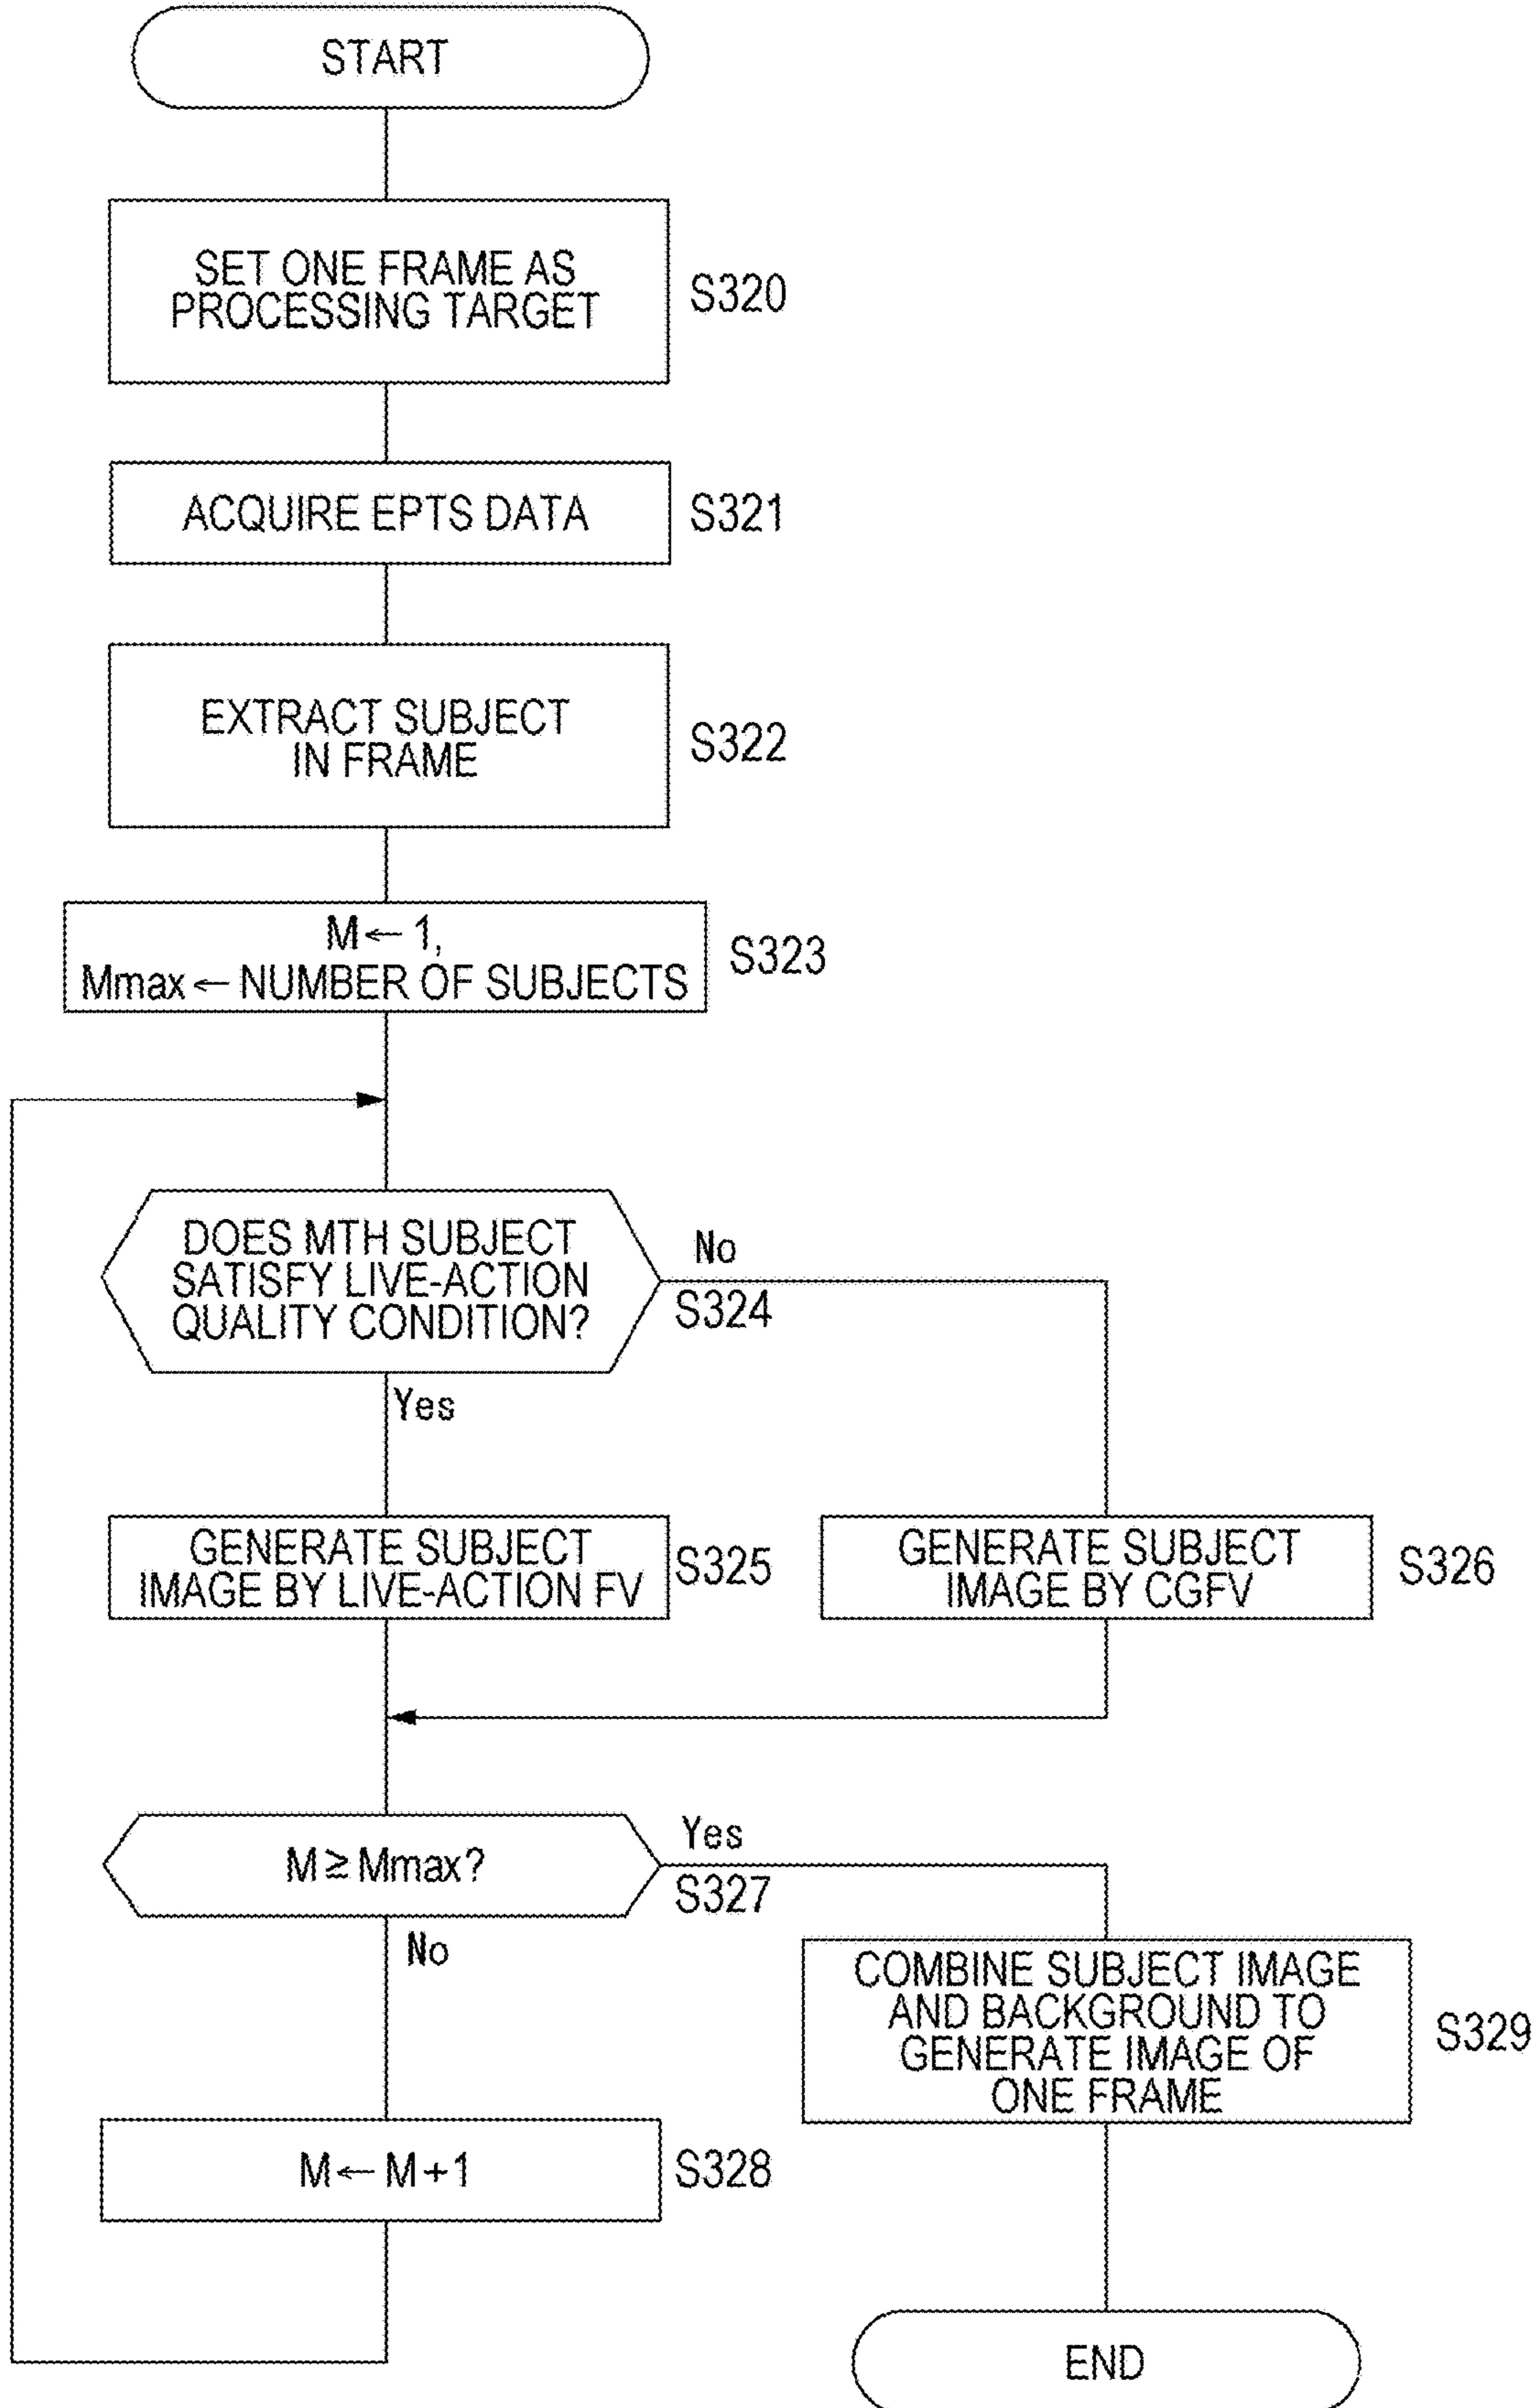 START
SET ONE FRAME AS
PROCESSING TARGET
S320
ACQUIRE EPTS DATA
S321
EXTRACT SUBJECT
IN FRAME
S322
M ← 1,
Mmax ← NUMBER OF SUBJECTS
S323
DOES MTH SUBJECT
SATISFY LIVE-ACTION
QUALITY CONDITION?
No
S324
Yes
GENERATE SUBJECT
IMAGE BY LIVE-ACTION FV
S325
GENERATE SUBJECT
IMAGE BY CGFV
S326
M ≧ Mmax?
Yes
S327
No
COMBINE SUBJECT IMAGE
AND BACKGROUND TO
GENERATE IMAGE OF
ONE FRAME
S329
M ← M + 1
S328
END